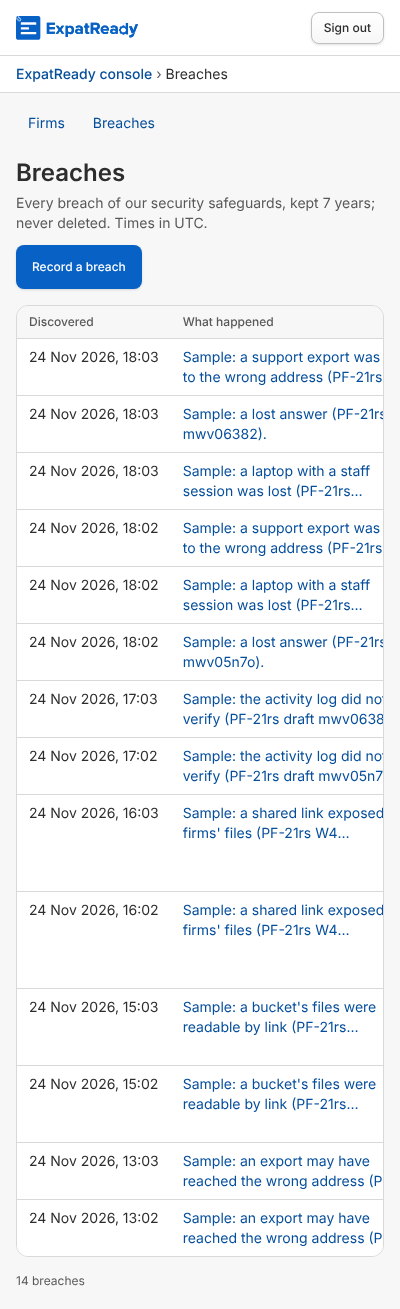 ExpatReady
Sign out
ExpatReady console › Breaches
Firms Breaches
Breaches
Every breach of our security safeguards, kept 7 years;
never deleted. Times in UTC.
Record a breach
Discovered What happened
24 Nov 2026, 18:03 Sample: a support export was
to the wrong address (PF-21rs
24 Nov 2026, 18:03 Sample: a lost answer (PF-21rs
mwv06382).
24 Nov 2026, 18:03 Sample: a laptop with a staff
session was lost (PF-21rs...
24 Nov 2026, 18:02 Sample: a support export was
to the wrong address (PF-21rs
24 Nov 2026, 18:02 Sample: a laptop with a staff
session was lost (PF-21rs...
24 Nov 2026, 18:02 Sample: a lost answer (PF-21rs
mwv05n7o).
24 Nov 2026, 17:03 Sample: the activity log did not
verify (PF-21rs draft mwv0638
24 Nov 2026, 17:02 Sample: the activity log did not
verify (PF-21rs draft mwv05n7
24 Nov 2026, 16:03 Sample: a shared link exposed
firms' files (PF-21rs W4...
24 Nov 2026, 16:02 Sample: a shared link exposed
firms' files (PF-21rs W4...
24 Nov 2026, 15:03 Sample: a bucket's files were
readable by link (PF-21rs...
24 Nov 2026, 15:02 Sample: a bucket's files were
readable by link (PF-21rs...
24 Nov 2026, 13:03 Sample: an export may have
reached the wrong address (P
24 Nov 2026, 13:02 Sample: an export may have
reached the wrong address (P
14 breaches